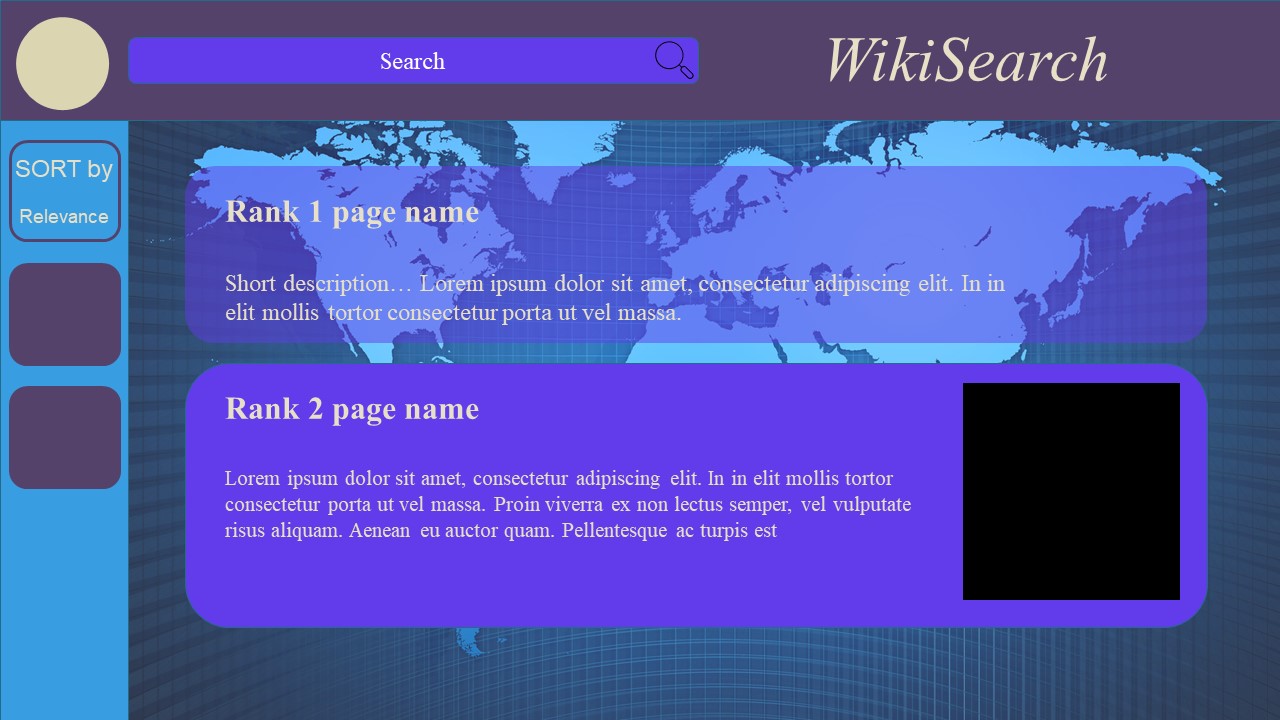 Search
WikiSearch
SORT by
Relevance
Rank 1 page name
Short description… Lorem ipsum dolor sit amet, consectetur adipiscing elit. In in
elit mollis tortor consectetur porta ut vel massa.
Rank 2 page name
Lorem ipsum dolor sit amet, consectetur adipiscing elit. In in elit mollis tortor
consectetur porta ut vel massa. Proin viverra ex non lectus semper, vel vulputate
risus aliquam. Aenean eu auctor quam. Pellentesque ac turpis est